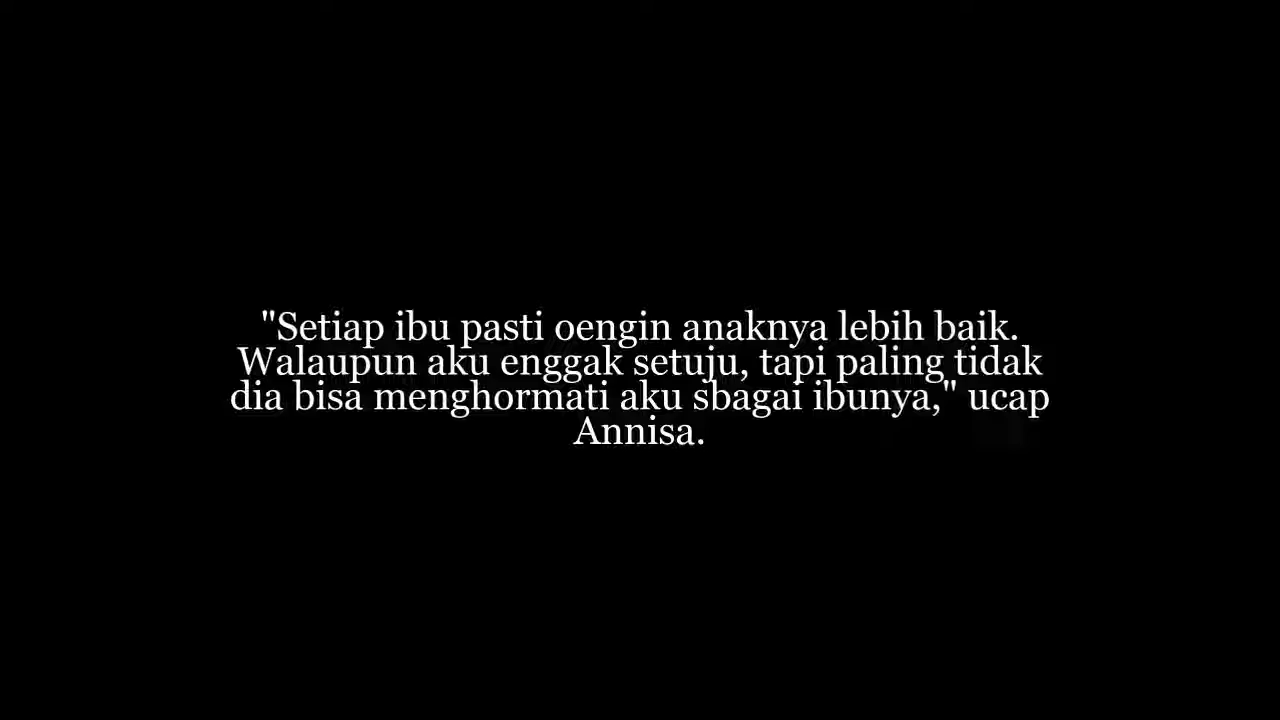 "Setiap ibu pasti oengin anaknya lebih baik.
Walaupun aku enggak setuju, tapi paling tidak
dia bisa menghormati aku sbagai ibunya," ucap
Annisa.